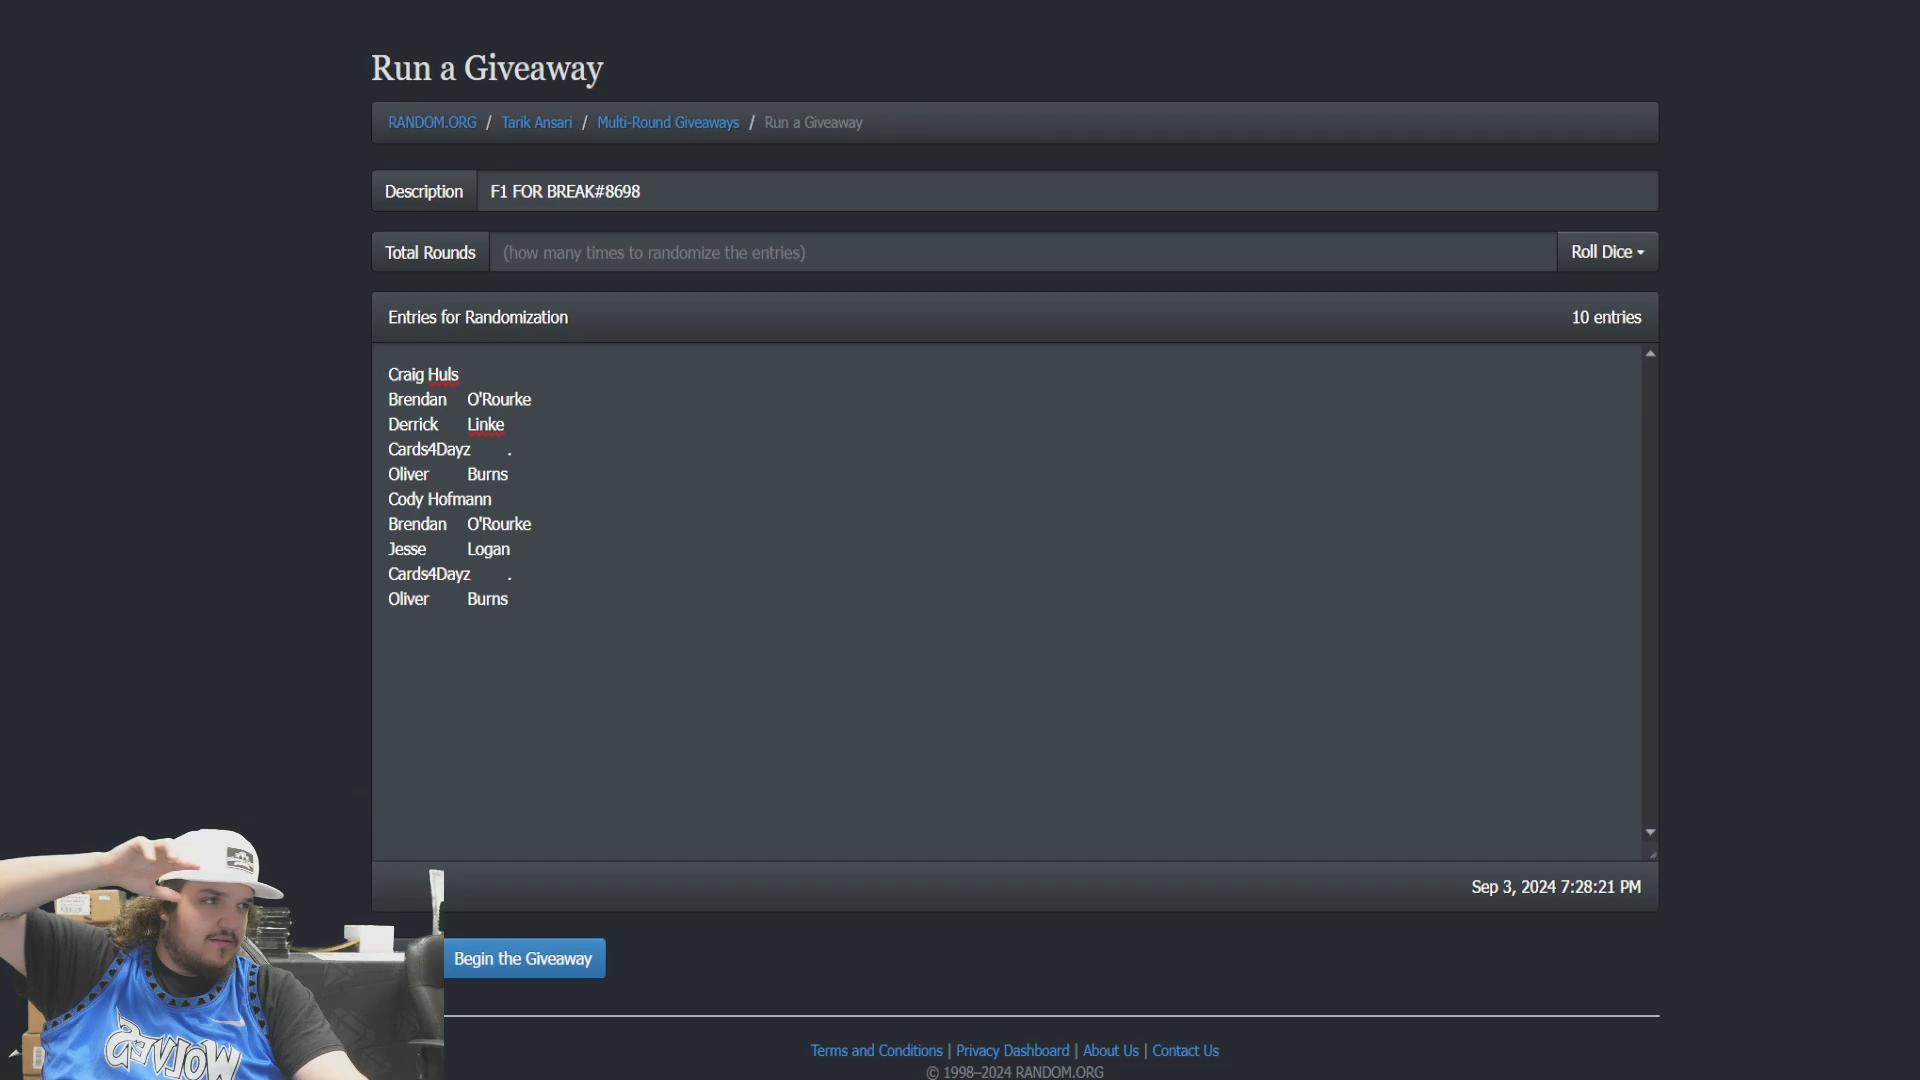 Run a Giveaway
RANDOM.ORG / Tarik Ansari / Multi-Round Giveaways / Run a Giveaway
Description F1 FOR BREAK#8698
Total Rounds (how many times to randomize the entries) Roll Dice
Entries for Randomization 10 entries
Craig Huls
Brendan O'Rourke
Derrick Linke
Cards4Dayz .
Oliver Burns
Cody Hofmann
Brendan O'Rourke
Jesse Logan
Cards4Dayz .
Oliver Burns
Sep 3, 2024 7:28:21 PM
Begin the Giveaway
WOLVES
Terms and Conditions | Privacy Dashboard | About Us | Contact Us
© 1998–2024 RANDOM.ORG